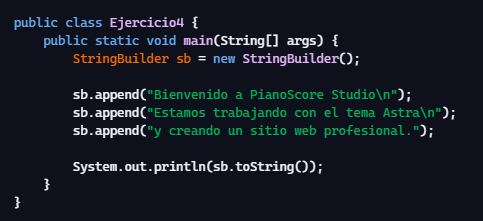 public class Ejercicio4 {
    public static void main(String[] args) {
        StringBuilder sb = new StringBuilder();

        sb.append("Bienvenido a PianoScore Studio\n");
        sb.append("Estamos trabajando con el tema Astra\n");
        sb.append("y creando un sitio web profesional.");

        System.out.println(sb.toString());
    }
}